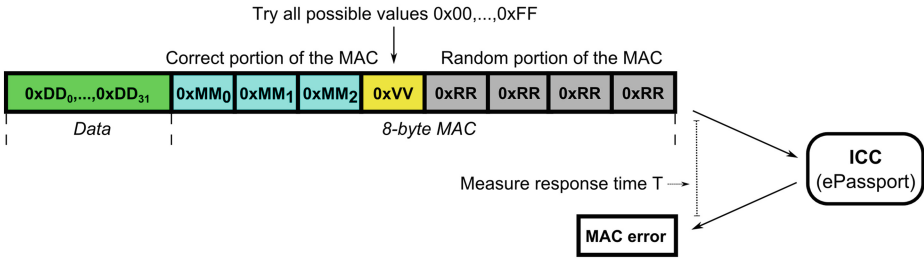 Try all possible values 0x00,...,0xFF
Correct portion of the MAC
Random portion of the MAC
0xDD₀,...,0xDD₃₁ 0xMM₀ 0xMM₁ 0xMM₂ 0xVV 0xRR 0xRR 0xRR 0xRR
Data
8-byte MAC
ICC
(ePassport)
Measure response time T
MAC error